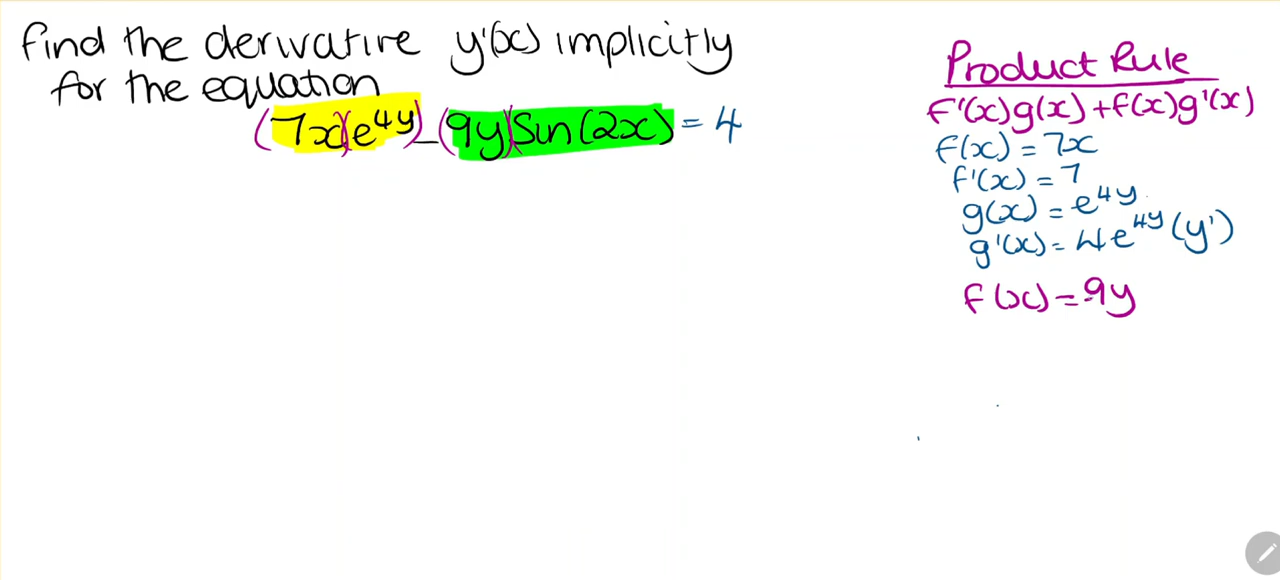 Find the derivative y'(x) implicitly
for the equation
(7x)(e^4y) - (9y)(Sin(2x)) = 4
Product Rule
f'(x)g(x) + f(x)g'(x)
f(x) = 7x
f'(x) = 7
g(x) = e^4y
g'(x) = 4e^4y (y')
f(x) = 9y